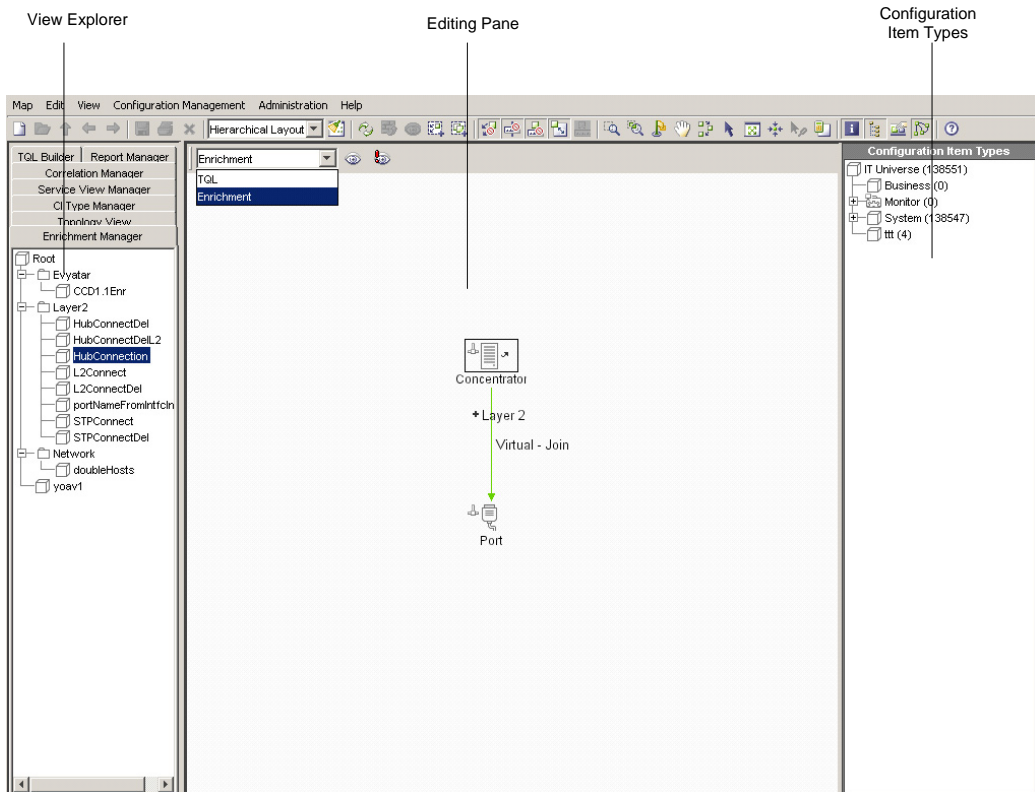 View Explorer
Editing Pane
Configuration
Item Types
Map Edit View Configuration Management Administration Help
Hierarchical Layout
TQL Builder Report Manager
Correlation Manager
Service View Manager
CI Type Manager
Topology View
Enrichment Manager
Root
Evyatar
CCD1.1Enr
Layer2
HubConnectDel
HubConnectDelL2
HubConnection
L2Connect
L2ConnectDel
portNameFromIntfcIn
STPConnect
STPConnectDel
Network
doubleHosts
yoav1
Enrichment
TQL
Enrichment
Concentrator
Layer 2
Virtual - Join
Port
Configuration Item Types
IT Universe (138551)
Business (0)
Monitor (0)
System (138547)
ttt (4)